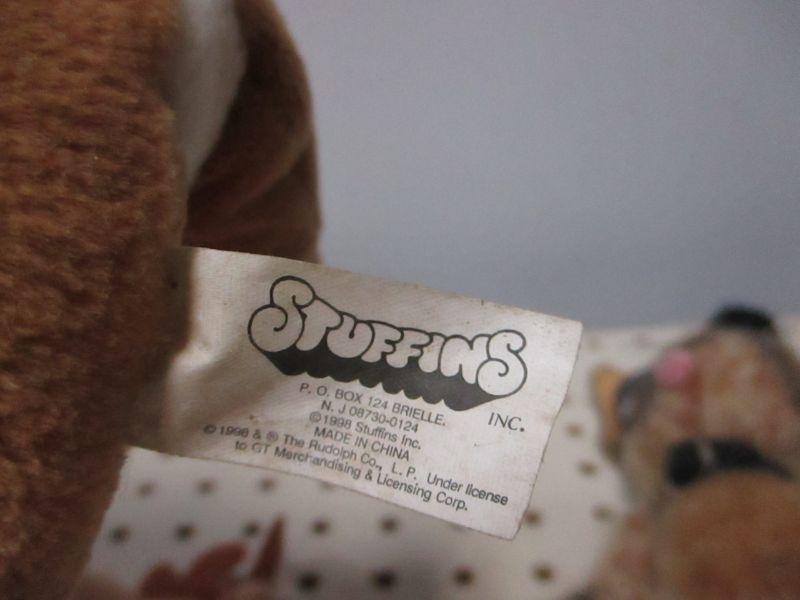 STUFFINS
INC.
P. O. BOX 124 BRIELLE.
N. J 08730-0124
©1998 Stuffins Inc.
MADE IN CHINA
© 1998 & ® The Rudolph Co., L. P. Under license
to GT Merchandising & Licensing Corp.